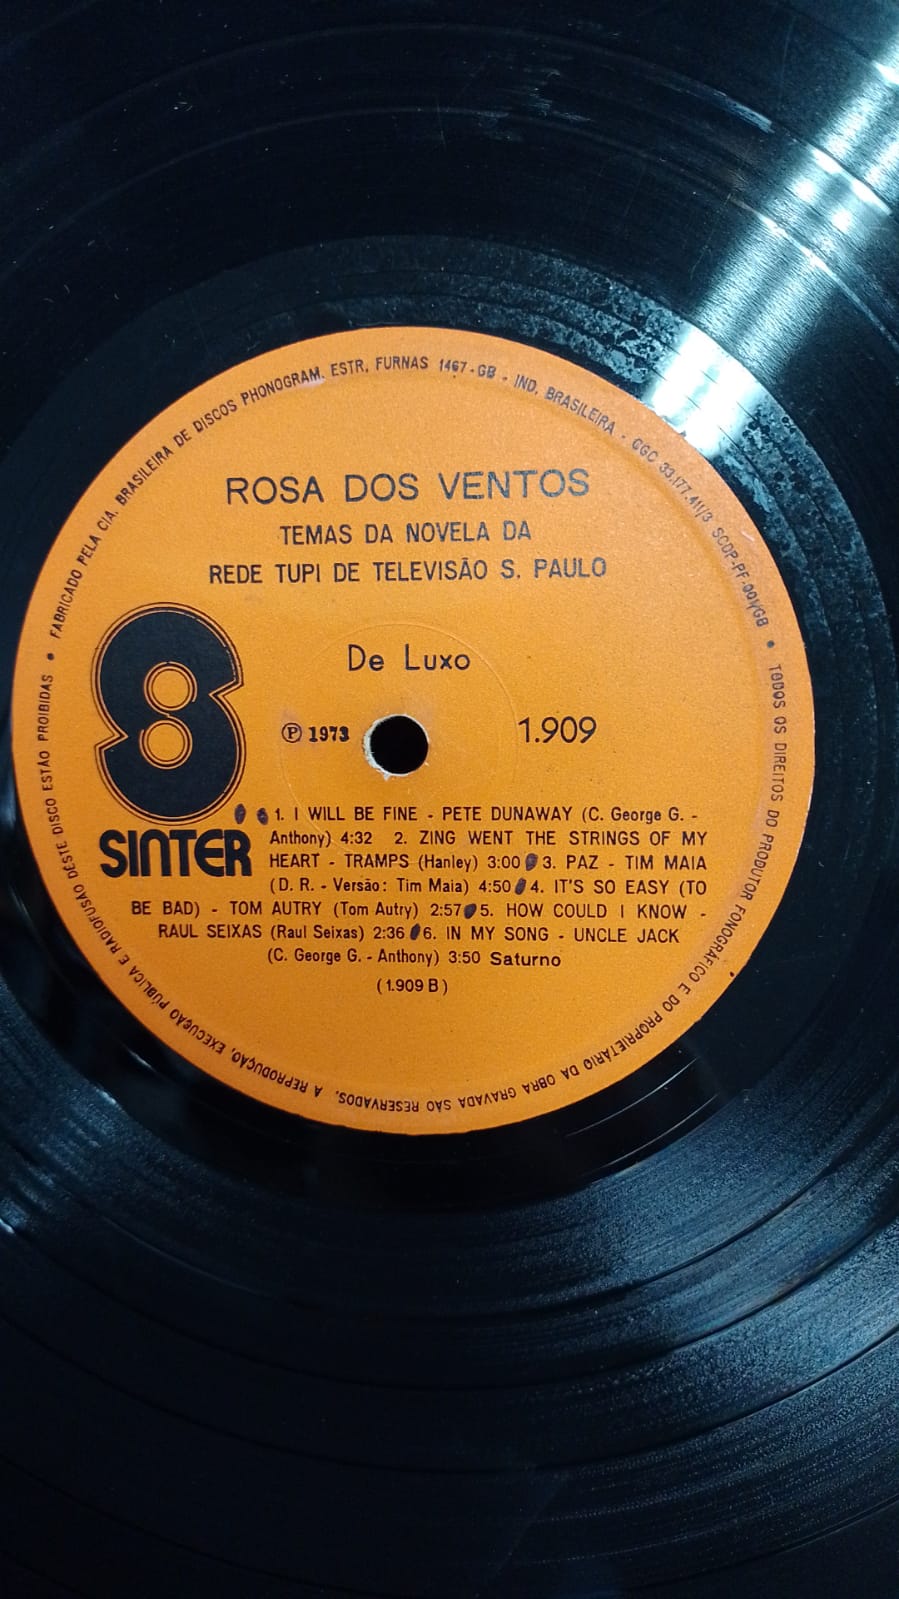 FABRICADO PELA CIA. BRASILEIRA DE DISCOS PHONOGRAM. ESTR. FURNAS 1467-GB - IND. BRASILEIRA - CGC 33.177.411/3 SCDP-PF-001/GB • TODOS OS DIREITOS DO PRODUTOR FONOGRÁFICO E DO PROPRIETÁRIO DA OBRA GRAVADA SÃO RESERVADOS. A REPRODUÇÃO, EXECUÇÃO PÚBLICA E RADIOFUSÃO DESTE DISCO ESTÃO PROIBIDAS •
ROSA DOS VENTOS
TEMAS DA NOVELA DA
REDE TUPI DE TELEVISÃO S. PAULO
De Luxo
8
SINTER
Ⓟ 1973
1.909
1. I WILL BE FINE - PETE DUNAWAY (C. George G. -
Anthony) 4:32 2. ZING WENT THE STRINGS OF MY
HEART - TRAMPS (Hanley) 3:00 3. PAZ - TIM MAIA
(D. R. - Versão: Tim Maia) 4:50 4. IT'S SO EASY (TO
BE BAD) - TOM AUTRY (Tom Autry) 2:57 5. HOW COULD I KNOW -
RAUL SEIXAS (Raul Seixas) 2:36 6. IN MY SONG - UNCLE JACK
(C. George G. - Anthony) 3:50 Saturno
(1.909 B)